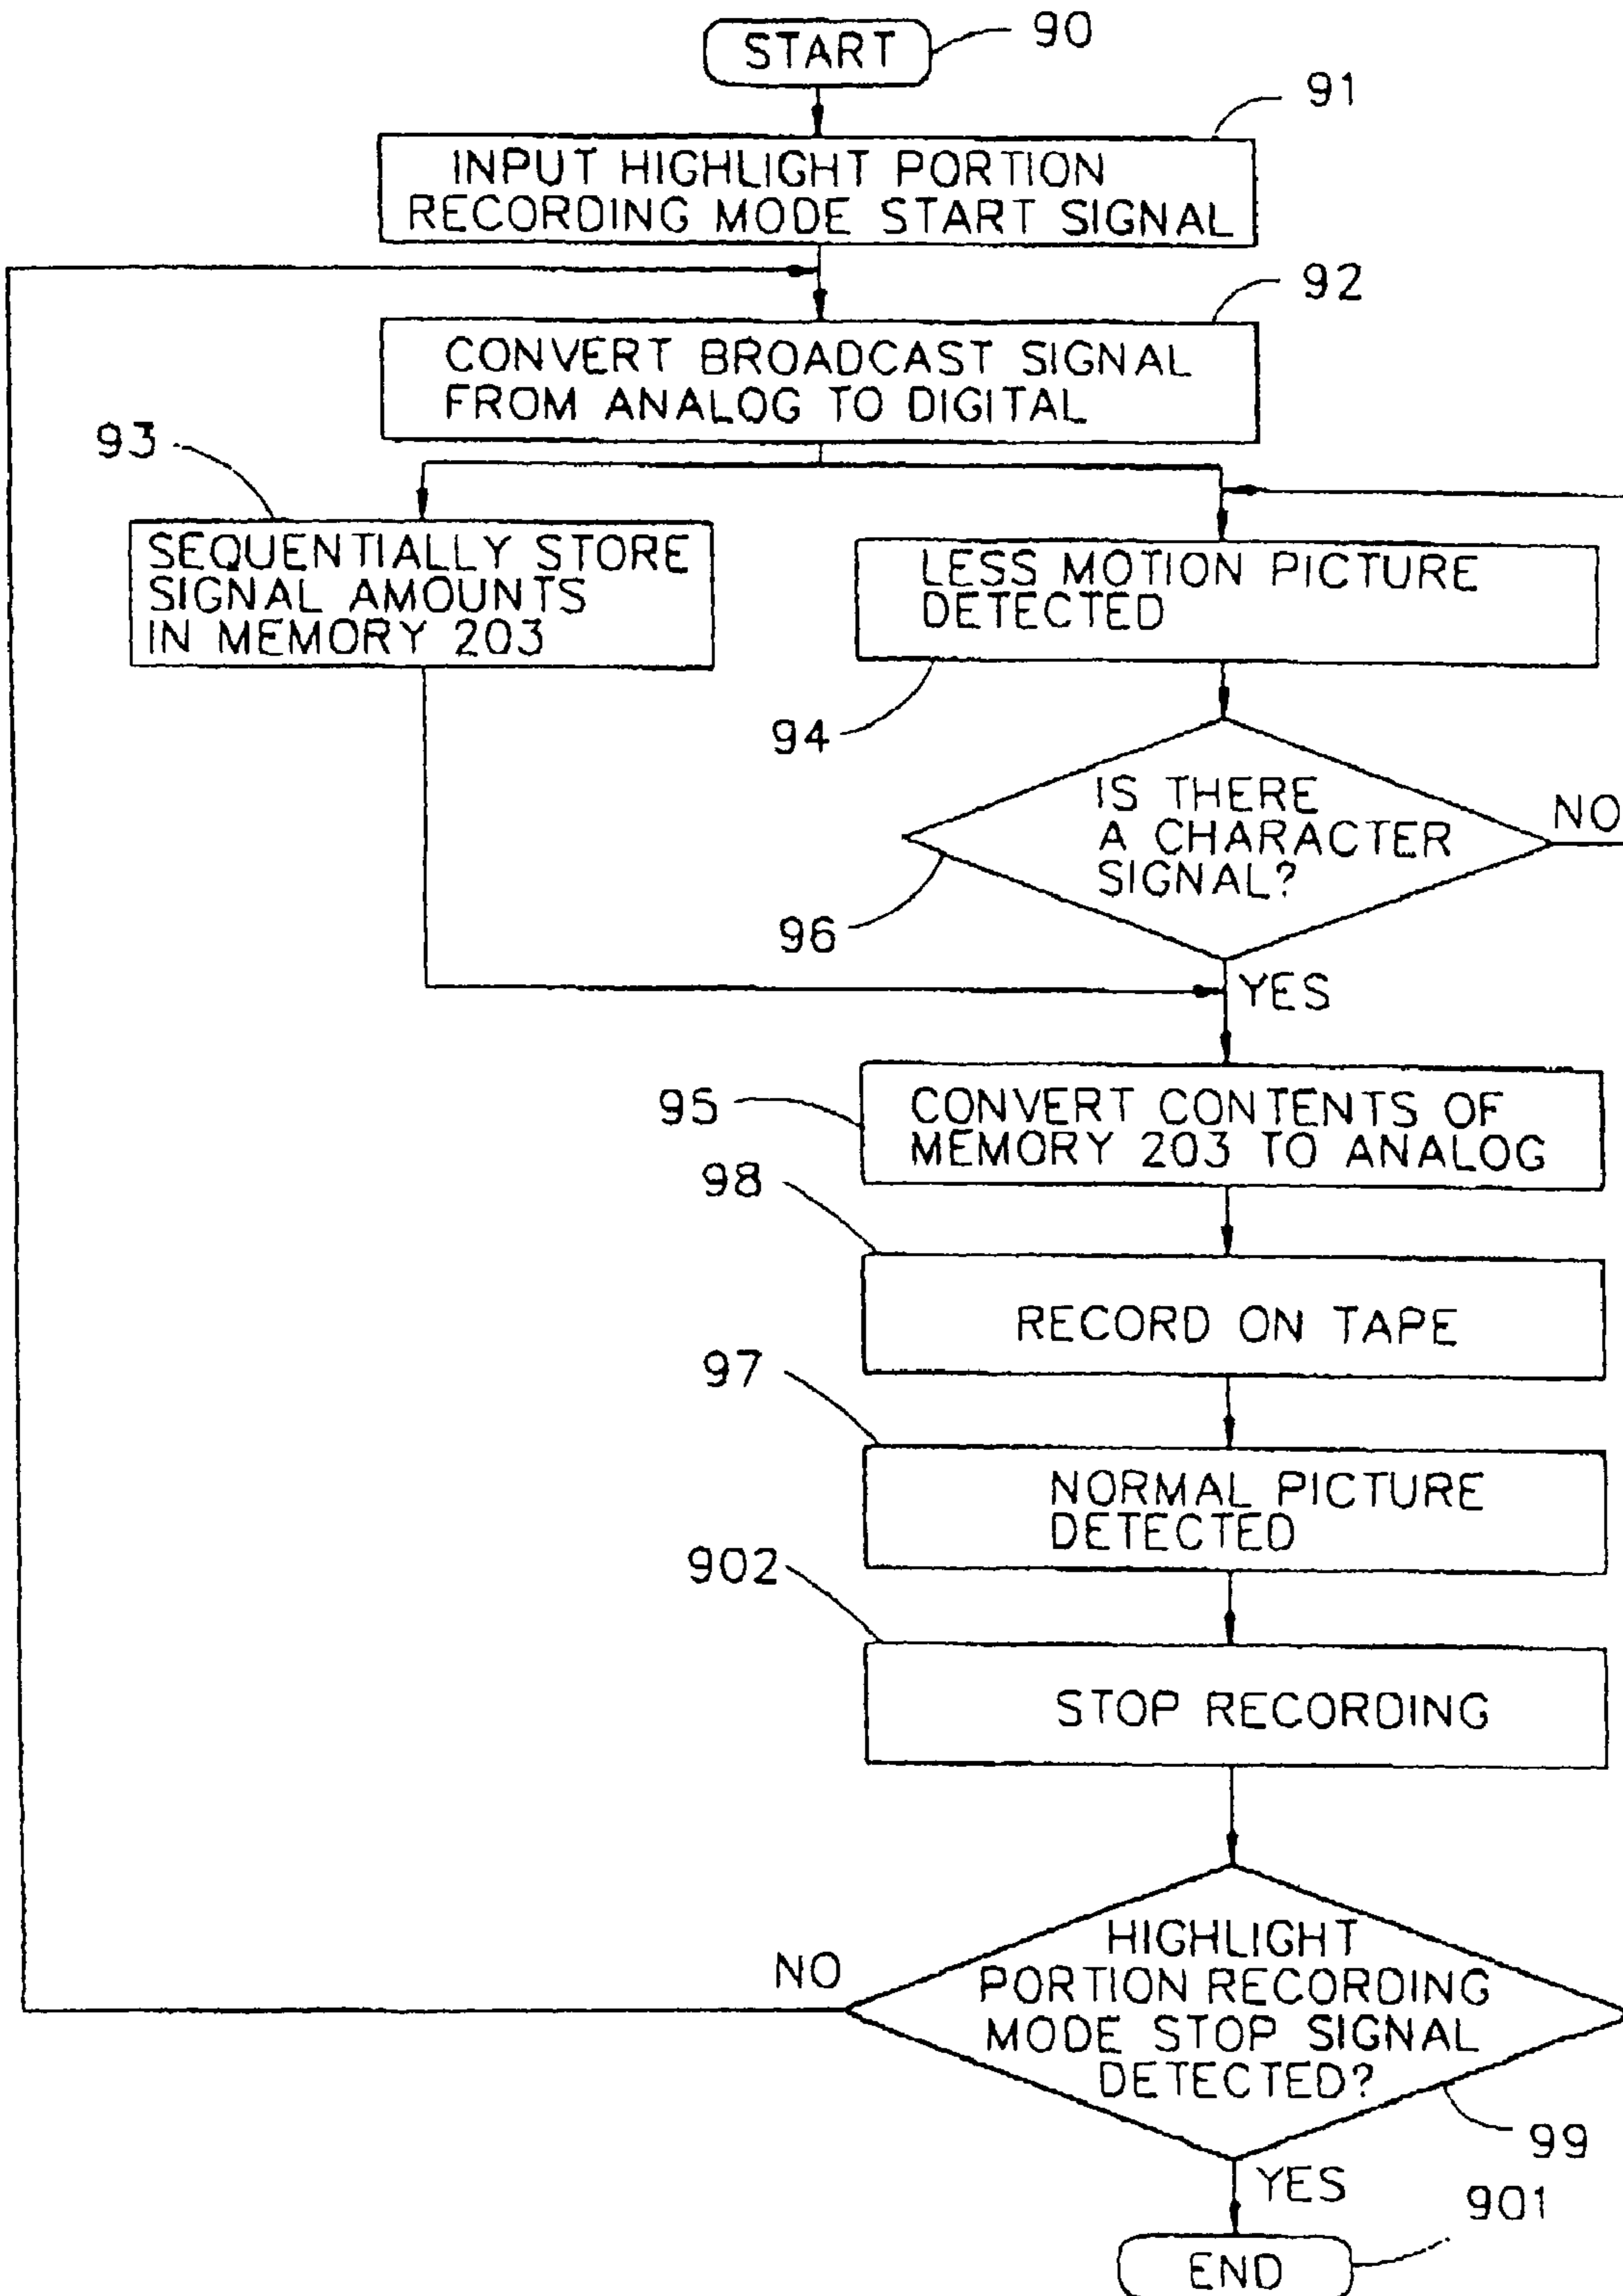 START
90
91
INPUT HIGHLIGHT PORTION
RECORDING MODE START SIGNAL
92
CONVERT BROADCAST SIGNAL
FROM ANALOG TO DIGITAL
93
SEQUENTIALLY STORE
SIGNAL AMOUNTS
IN MEMORY 203
LESS MOTION PICTURE
DETECTED
94
IS THERE
A CHARACTER
SIGNAL?
NO
96
YES
95
CONVERT CONTENTS OF
MEMORY 203 TO ANALOG
98
RECORD ON TAPE
97
NORMAL PICTURE
DETECTED
902
STOP RECORDING
NO
HIGHLIGHT
PORTION RECORDING
MODE STOP SIGNAL
DETECTED?
99
YES
901
END